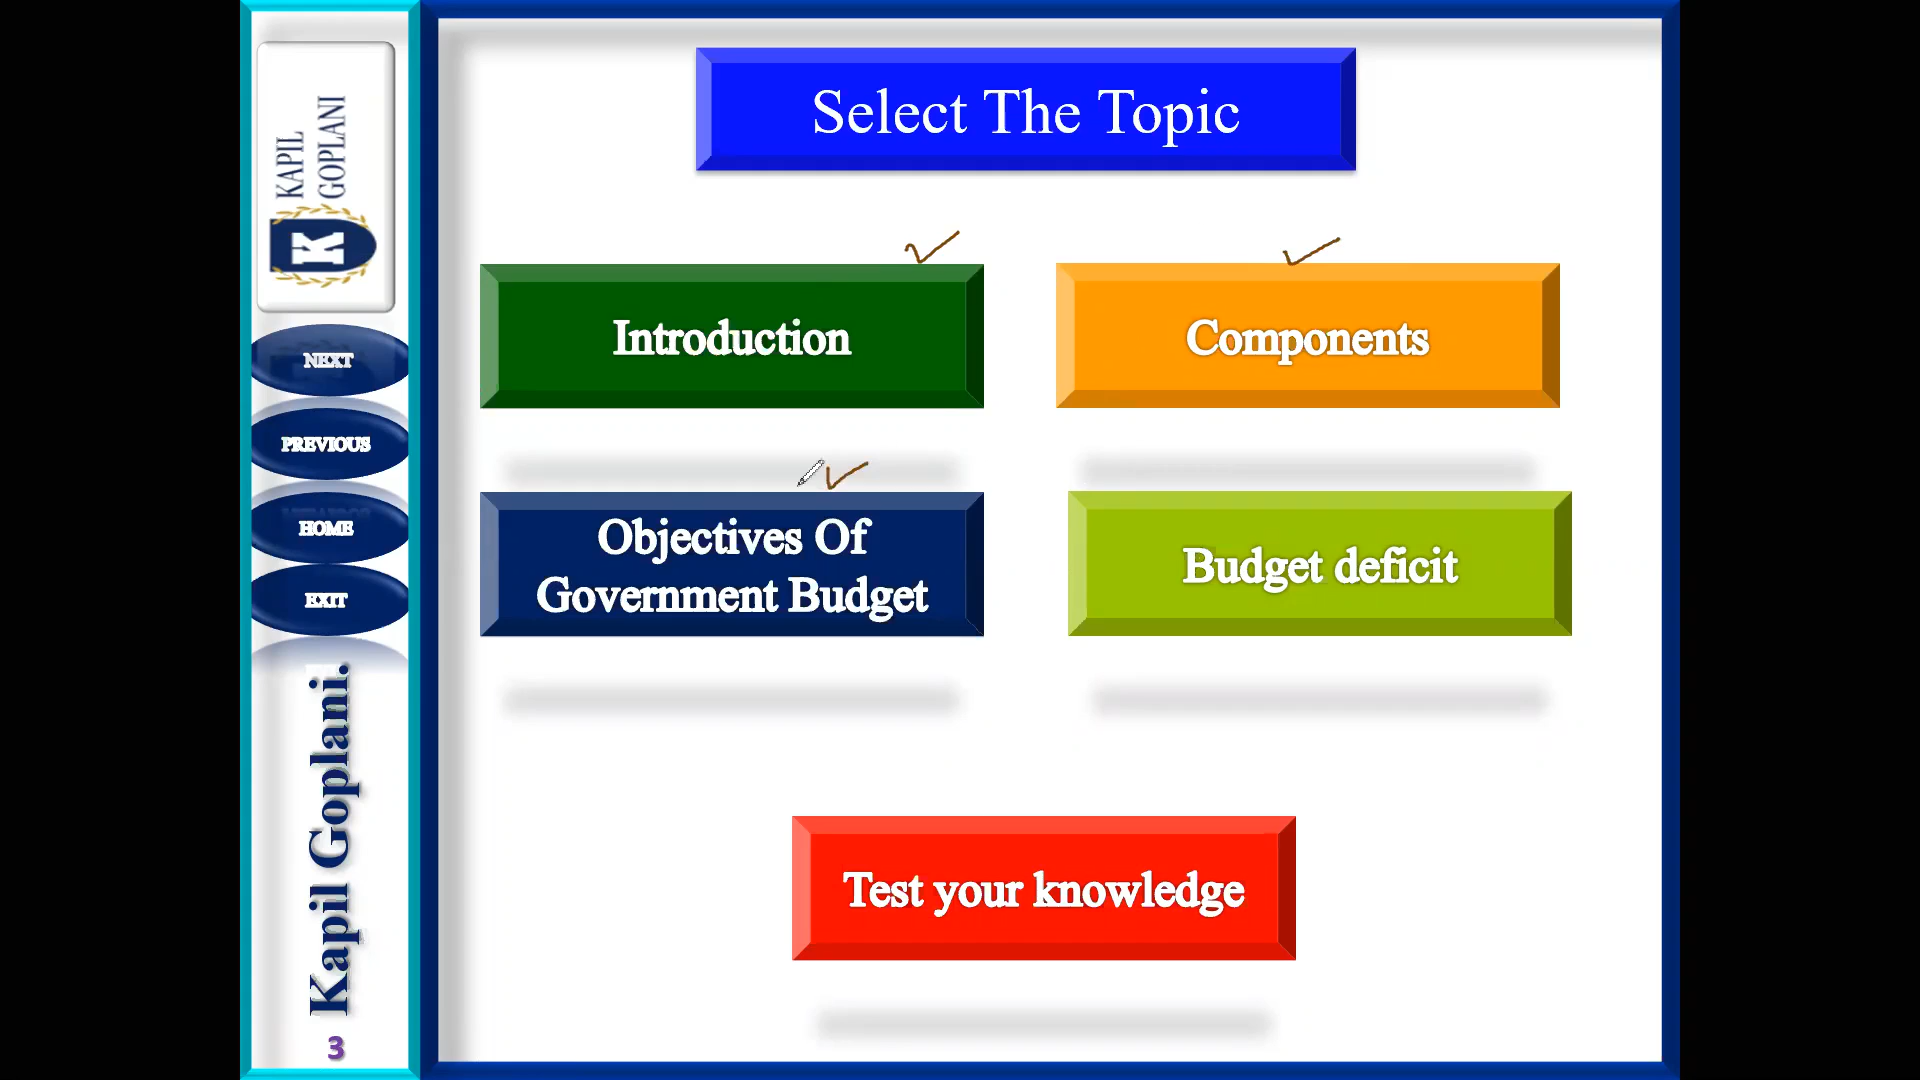 KAPIL
GOPLANI
K
NEXT
PREVIOUS
HOME
EXIT
Kapil Goplani.
3
Select The Topic
Introduction
Components
Objectives Of
Government Budget
Budget deficit
Test your knowledge